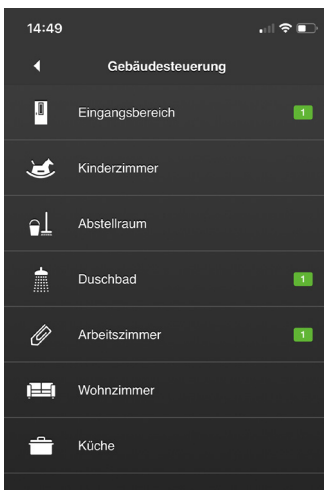 14:49
Gebäudesteuerung
Eingangsbereich 1
Kinderzimmer
Abstellraum
Duschbad 1
Arbeitszimmer 1
Wohnzimmer
Küche